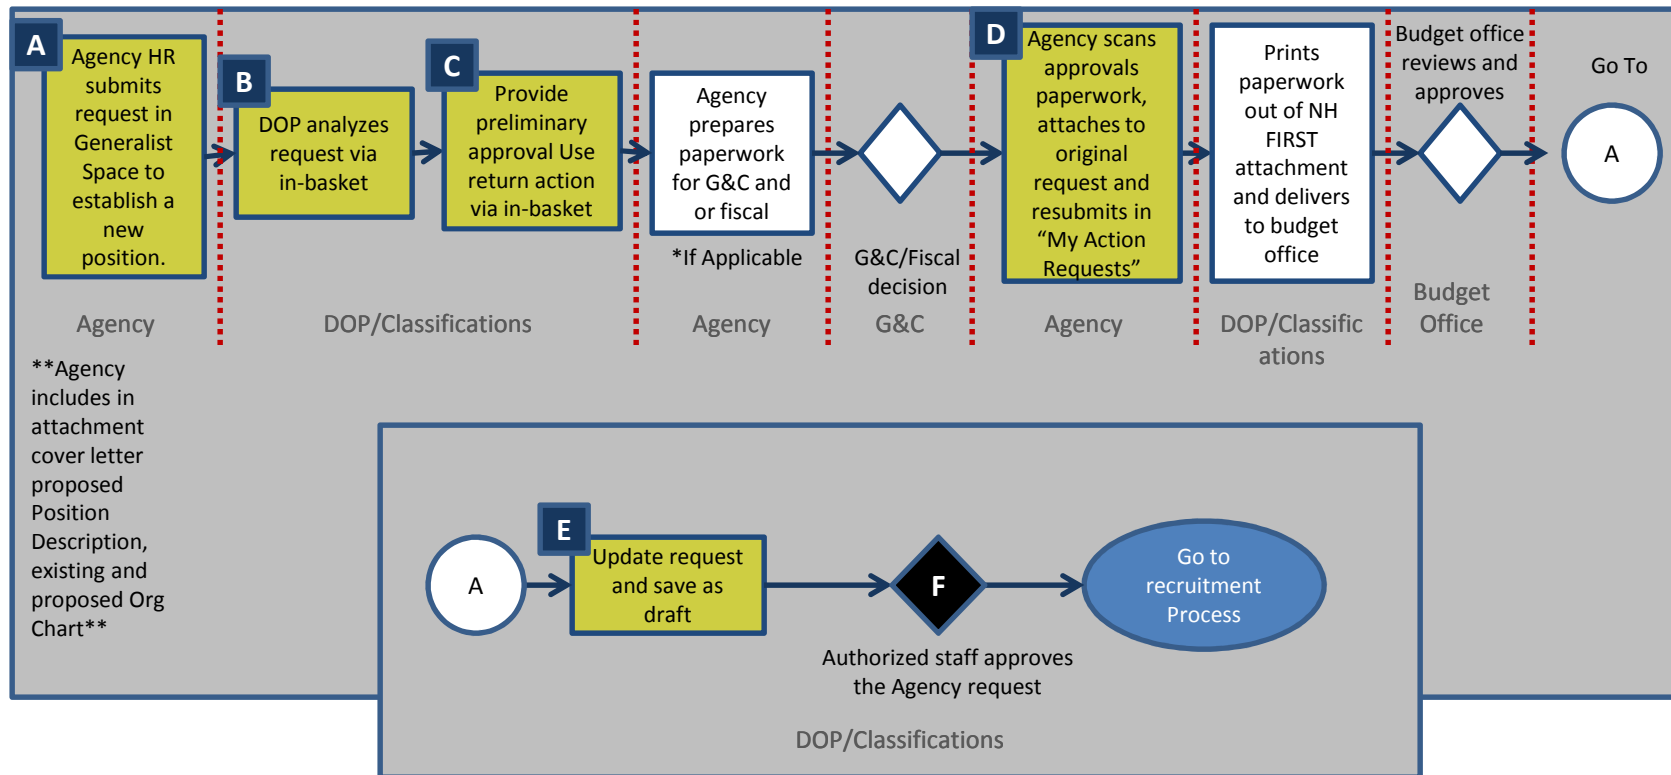 A
Agency HR
submits
request in
Generalist
Space to
establish a
new
position.
B
DOP analyzes
request via
in-basket
C
Provide
preliminary
approval Use
return action
via in-basket
Agency
prepares
paperwork
for G&C and
or fiscal
*If Applicable
G&C/Fiscal
decision
D
Agency scans
approvals
paperwork,
attaches to
original
request and
resubmits in
“My Action
Requests”
Prints
paperwork
out of NH
FIRST
attachment
and delivers
to budget
office
Budget office
reviews and
approves
Go To
A
Agency
DOP/Classifications
Agency
G&C
Agency
DOP/Classific
ations
Budget
Office
**Agency
includes in
attachment
cover letter
proposed
Position
Description,
existing and
proposed Org
Chart**
A
E
Update request
and save as
draft
F
Authorized staff approves
the Agency request
Go to
recruitment
Process
DOP/Classifications